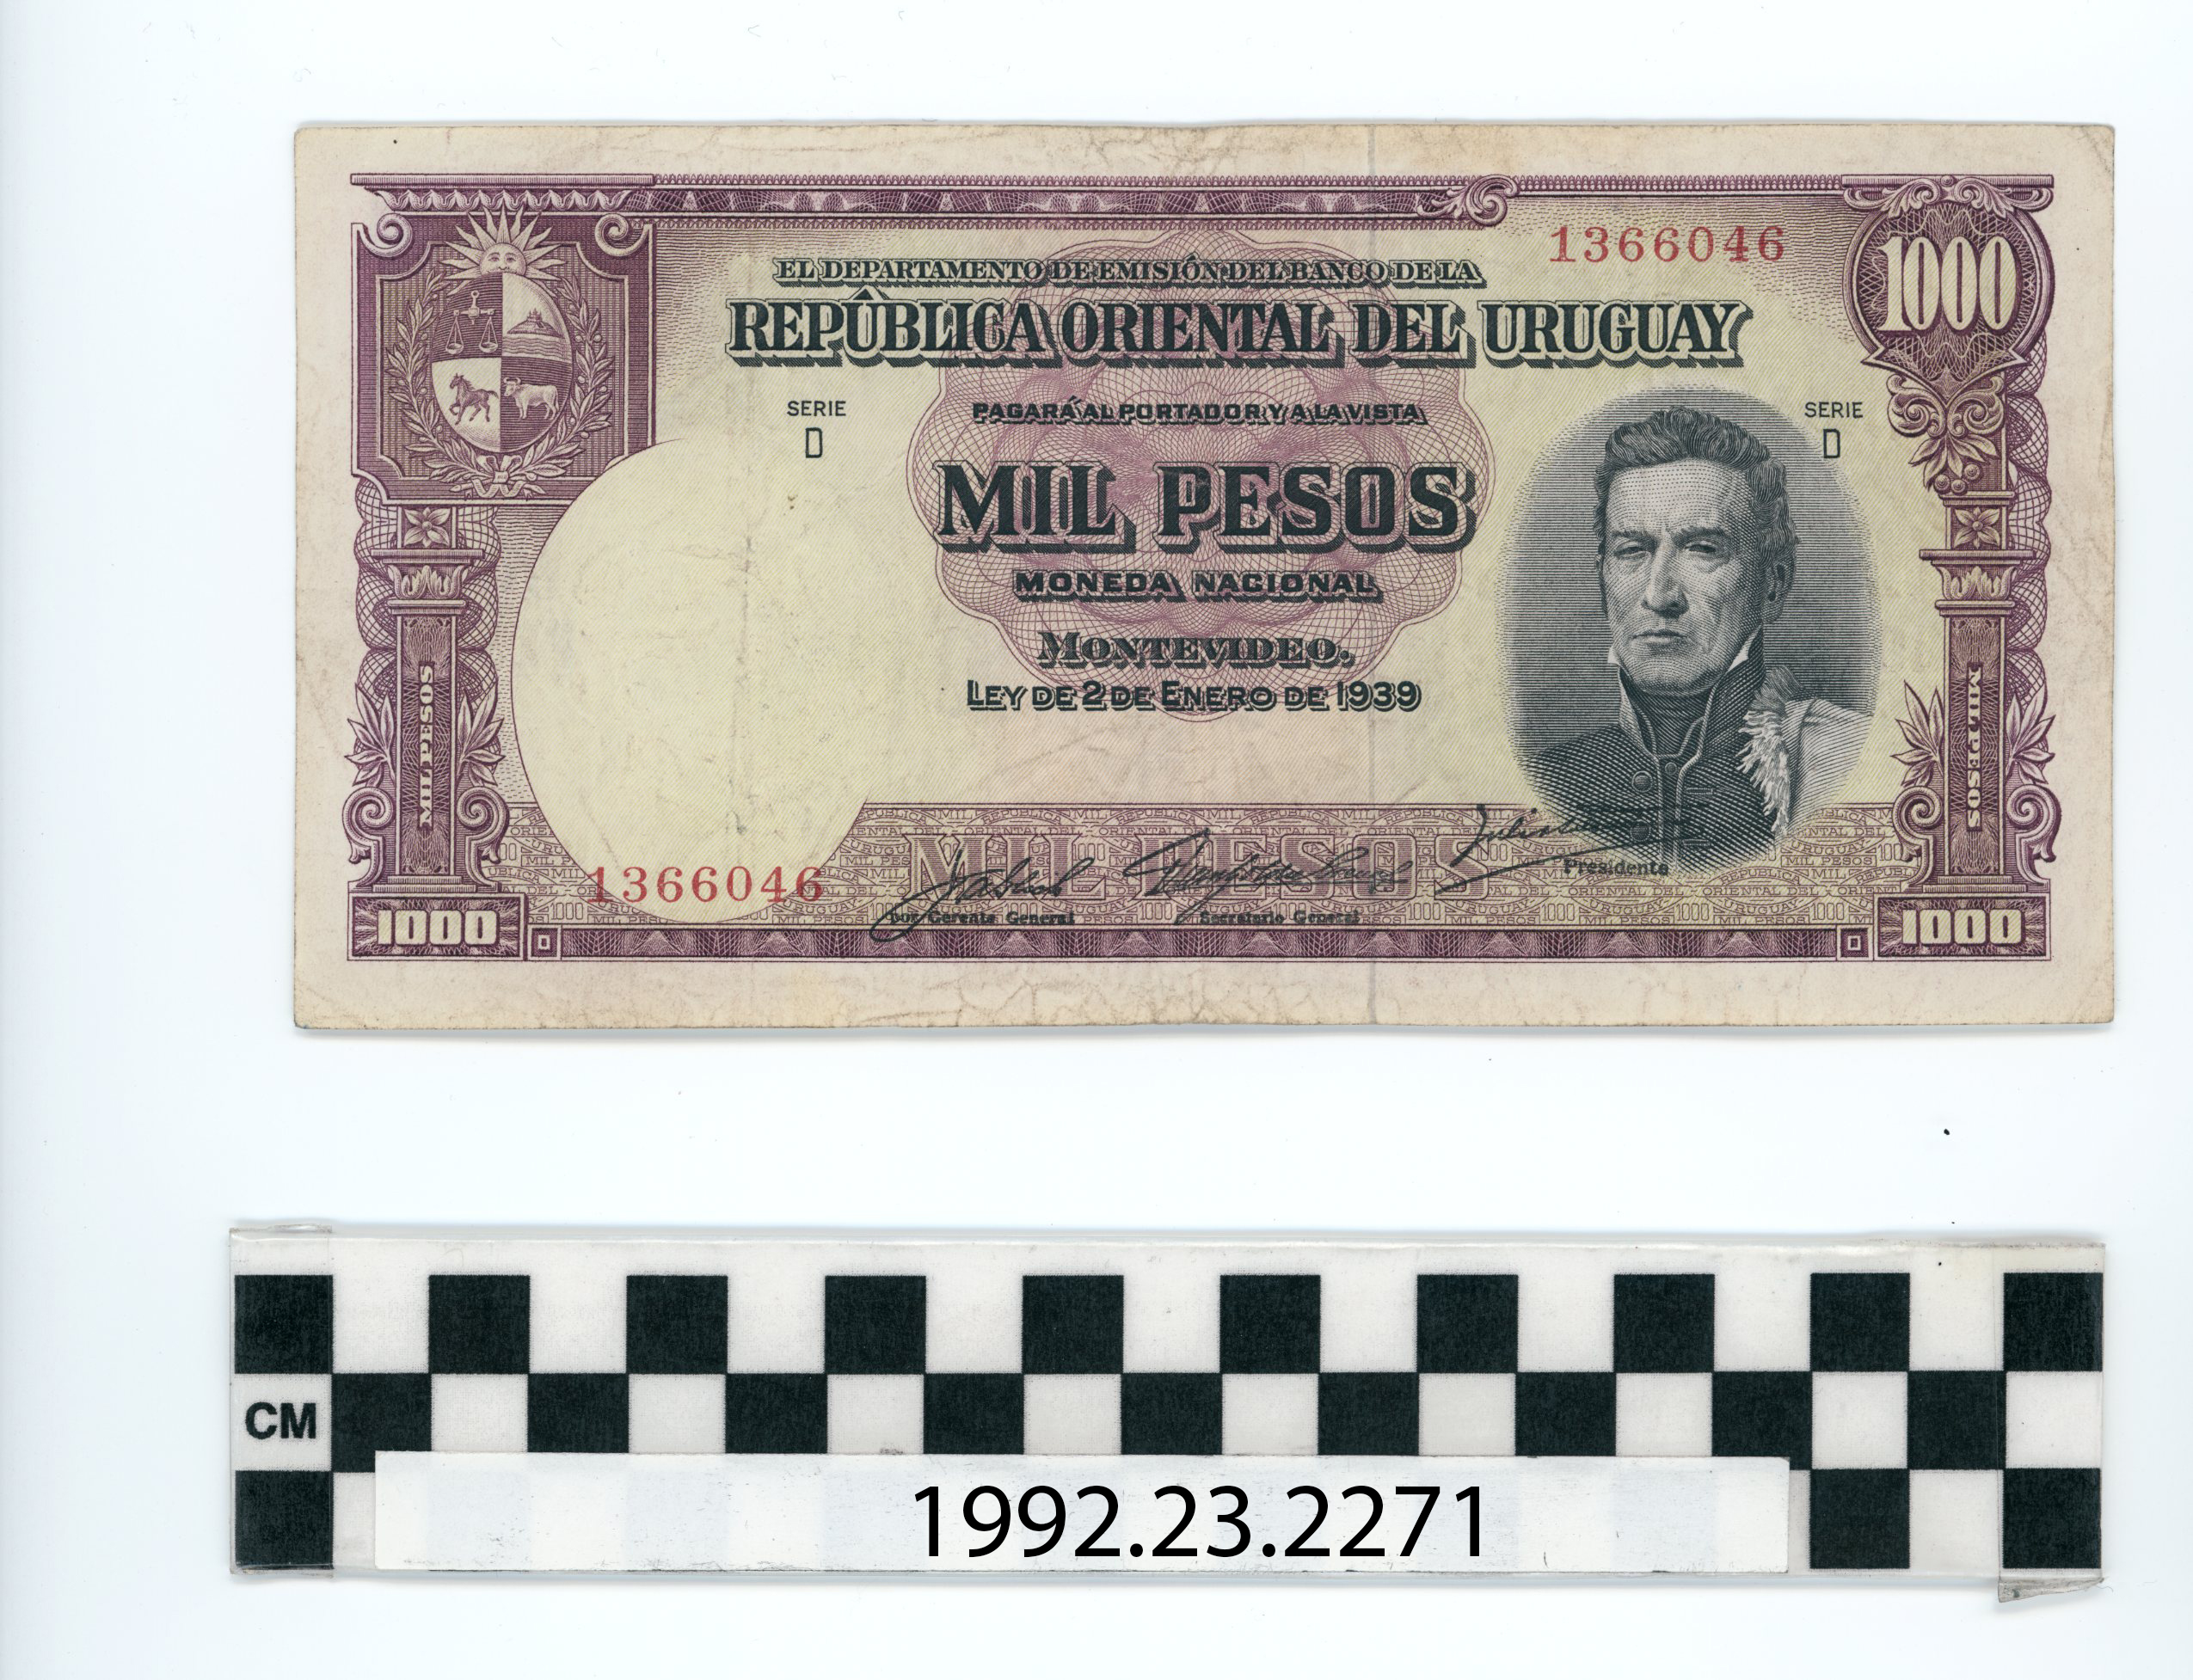 1366046
1000
EL DEPARTAMENTO DE EMISIÓN DEL BANCO DE LA
REPÚBLICA ORIENTAL DEL URUGUAY
SERIE
D
PAGARÁ AL PORTADOR Y A LA VISTA
SERIE
D
MIL PESOS
MONEDA NACIONAL
MONTEVIDEO.
LEY DE 2 DE ENERO DE 1939
MIL PESOS
MIL PESOS
MIL PESOS
1366046
por Gerente General
Secretario General
Presidente
1000
1000
CM
1992.23.2271